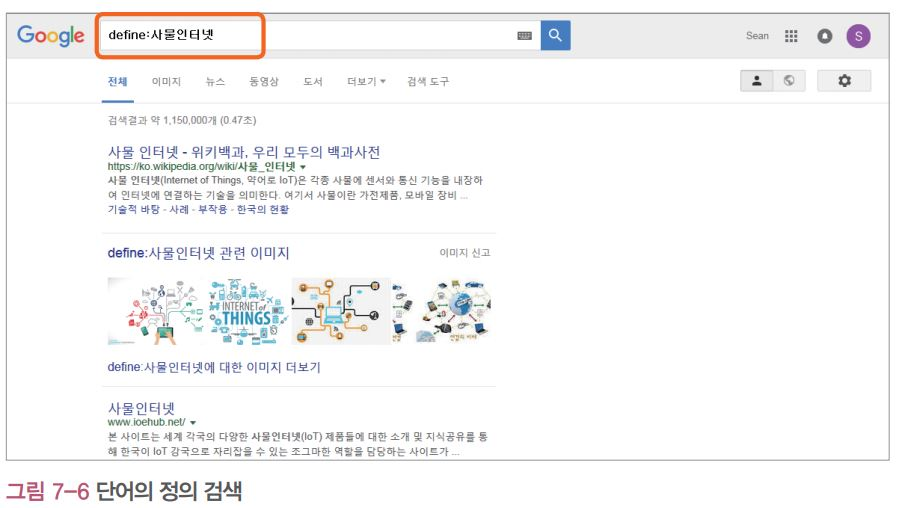 Google define:사물인터넷 Sean S
전체 이미지 뉴스 동영상 도서 더보기 검색 도구
검색결과 약 1,150,000개 (0.47초)
사물 인터넷 - 위키백과, 우리 모두의 백과사전
https://ko.wikipedia.org/wiki/사물_인터넷
사물 인터넷(Internet of Things, 약어로 IoT)은 각종 사물에 센서와 통신 기능을 내장하
여 인터넷에 연결하는 기술을 의미한다. 여기서 사물이란 가전제품, 모바일 장비 ...
기술적 바탕 - 사례 - 부작용 - 한국의 현황
define:사물인터넷 관련 이미지 이미지 신고
INTERNET of
THINGS
define:사물인터넷에 대한 이미지 더보기
사물인터넷
www.ioehub.net/
본 사이트는 세계 각국의 다양한 사물인터넷(IoT) 제품들에 대한 소개 및 지식공유를 통
해 한국이 IoT 강국으로 자리잡을 수 있는 조그마한 역할을 담당하는 사이트가 ...
그림 7-6 단어의 정의 검색